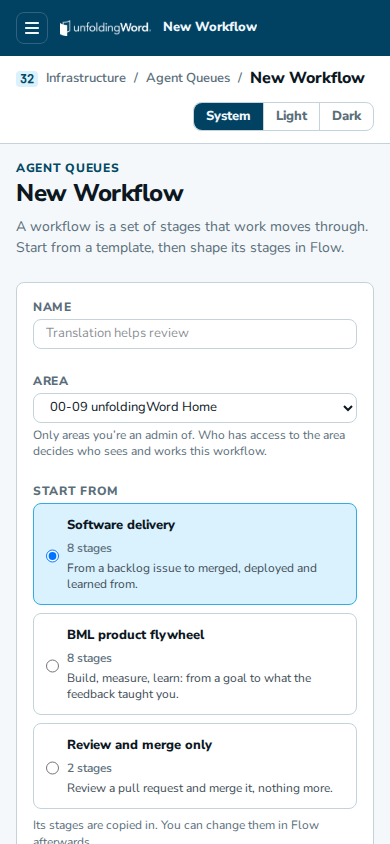 unfoldingWord. New Workflow
32 Infrastructure / Agent Queues / New Workflow
System Light Dark
AGENT QUEUES
New Workflow
A workflow is a set of stages that work moves through.
Start from a template, then shape its stages in Flow.
NAME
Translation helps review
AREA
00-09 unfoldingWord Home
Only areas you’re an admin of. Who has access to the area
decides who sees and works this workflow.
START FROM
Software delivery
8 stages
From a backlog issue to merged, deployed and
learned from.
BML product flywheel
8 stages
Build, measure, learn: from a goal to what the
feedback taught you.
Review and merge only
2 stages
Review a pull request and merge it, nothing more.
Its stages are copied in. You can change them in Flow
afterwards.